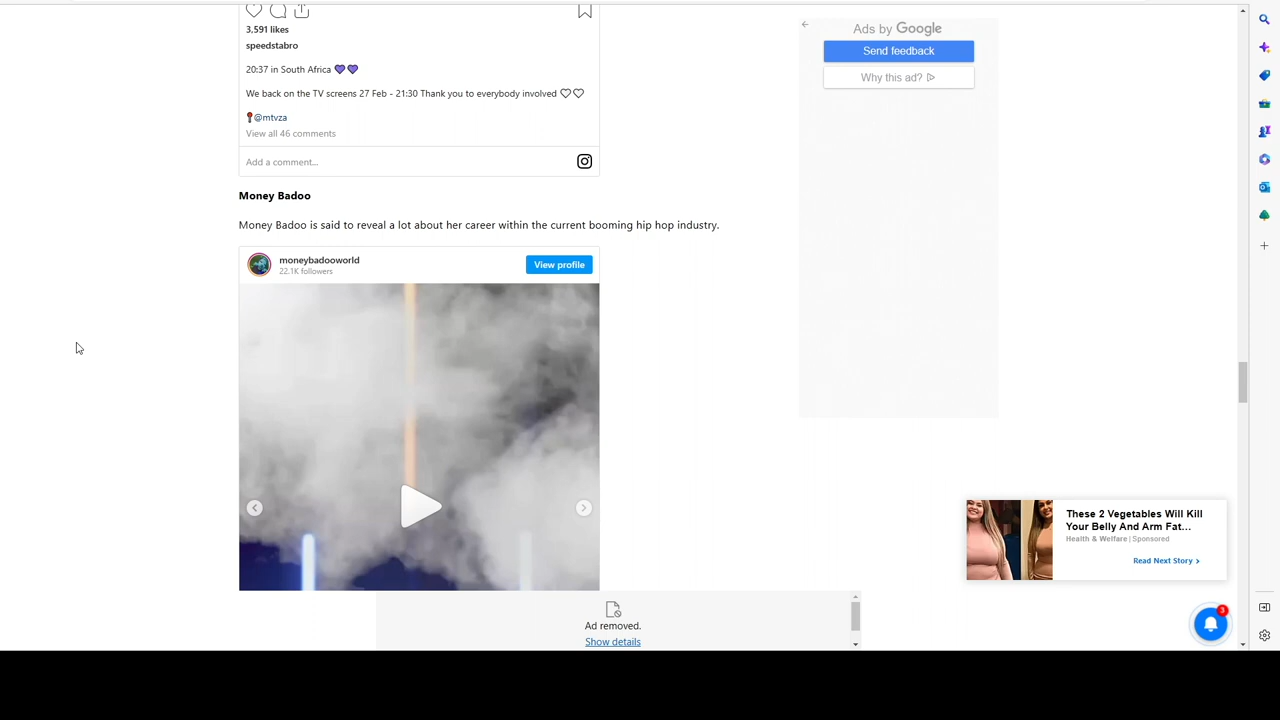 3,591 likes
speedstabro
20:37 in South Africa 💜💜
We back on the TV screens 27 Feb - 21:30 Thank you to everybody involved 🤍🤍
📍@mtvza
View all 46 comments
Add a comment...
Money Badoo
Money Badoo is said to reveal a lot about her career within the current booming hip hop industry.
moneybadooworld
22.1K followers
View profile
Ads by Google
Send feedback
Why this ad?
These 2 Vegetables Will Kill
Your Belly And Arm Fat...
Health & Welfare | Sponsored
Read Next Story >
3
Ad removed.
Show details